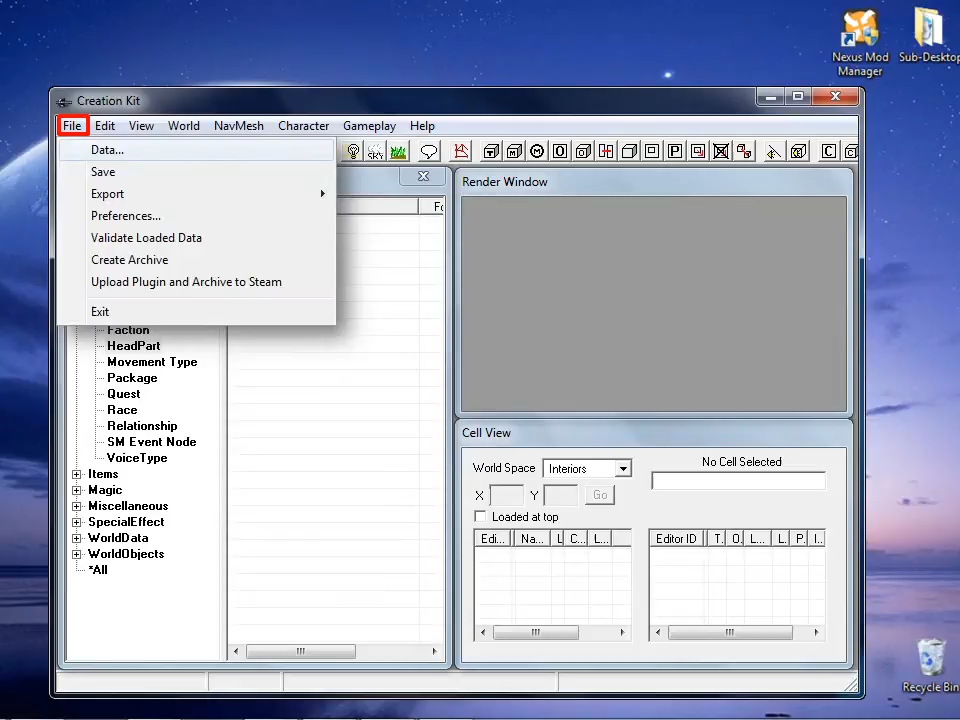 Nexus Mod
Manager
Sub-Desktop
Creation Kit
File Edit View World NavMesh Character Gameplay Help
Data...
Save
Export
Preferences...
Validate Loaded Data
Create Archive
Upload Plugin and Archive to Steam
Exit
SKY
T M O P C
Fo
Faction
HeadPart
Movement Type
Package
Quest
Race
Relationship
SM Event Node
VoiceType
Items
Magic
Miscellaneous
SpecialEffect
WorldData
WorldObjects
*All
Render Window
Cell View
World Space Interiors
No Cell Selected
X Y Go
Loaded at top
Edi... Na... L C... L...
Editor ID T. O. L... L. P. I..
Recycle Bin